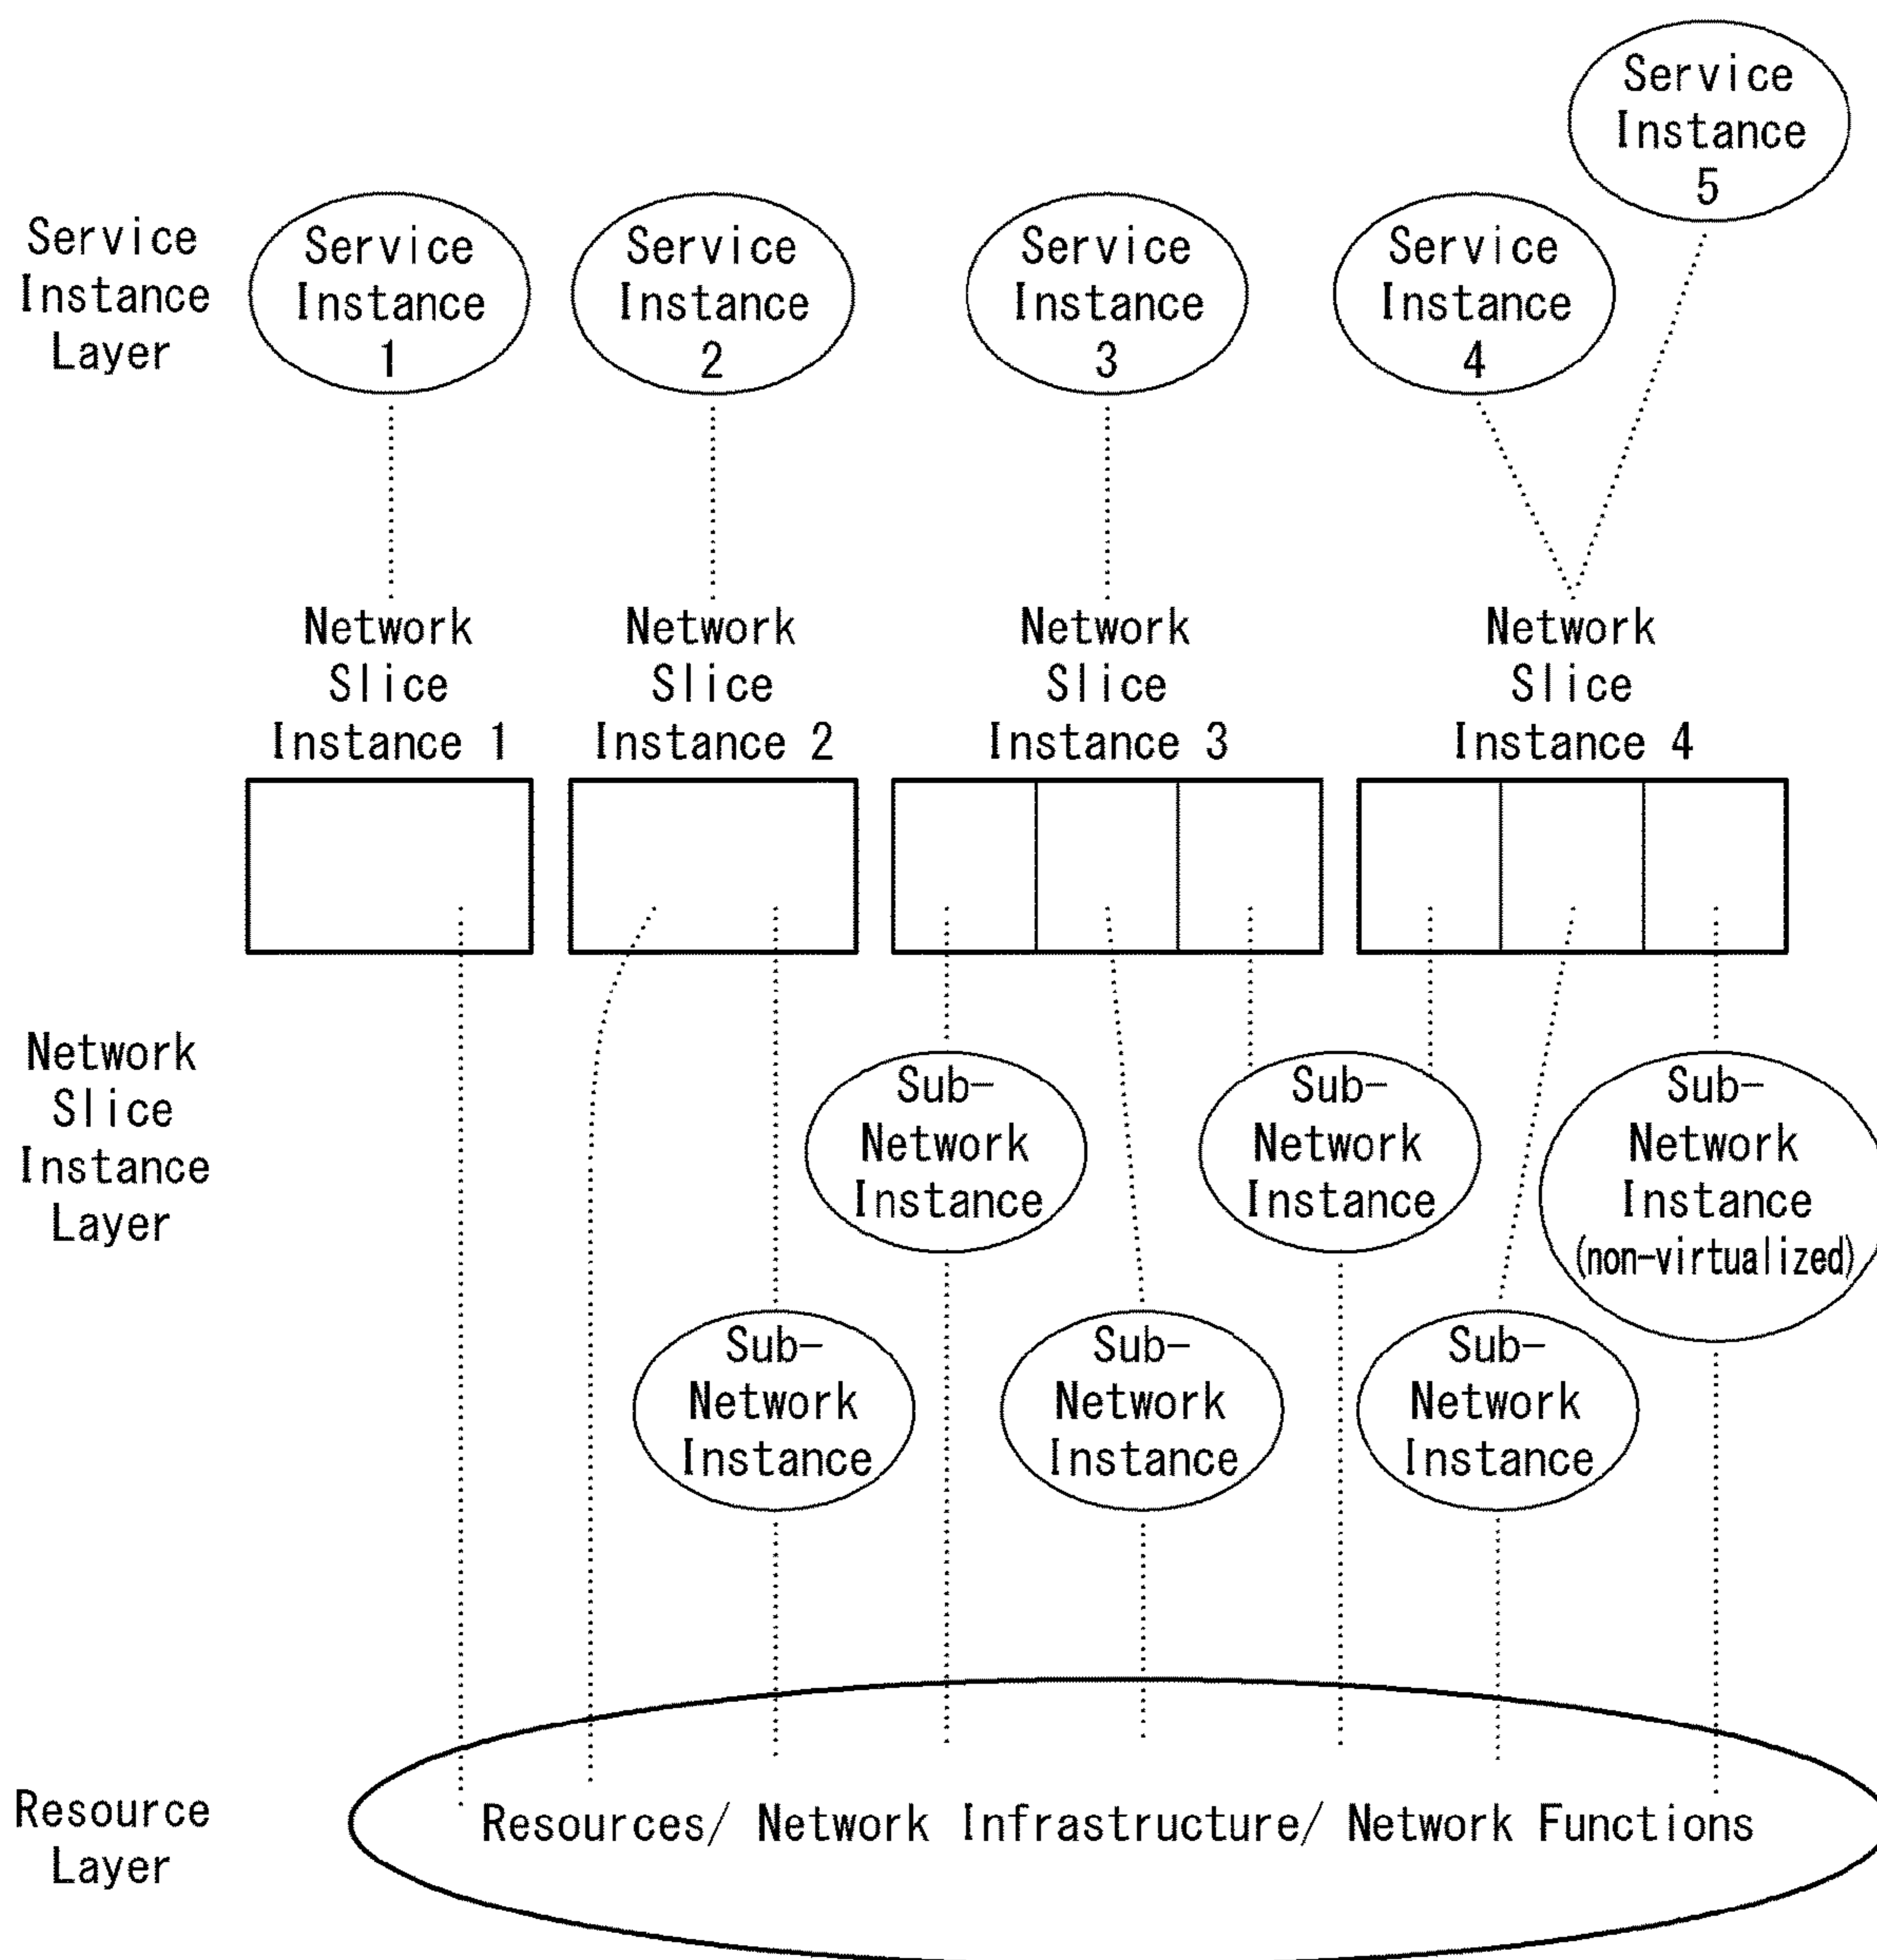 Service
Instance
5
Service
Instance
Layer
Service
Instance
1
Service
Instance
2
Service
Instance
3
Service
Instance
4
Network
Slice
Instance 1
Network
Slice
Instance 2
Network
Slice
Instance 3
Network
Slice
Instance 4
Network
Slice
Instance
Layer
Sub-
Network
Instance
Sub-
Network
Instance
Sub-
Network
Instance
(non-virtualized)
Sub-
Network
Instance
Sub-
Network
Instance
Sub-
Network
Instance
Resource
Layer
Resources/ Network Infrastructure/ Network Functions